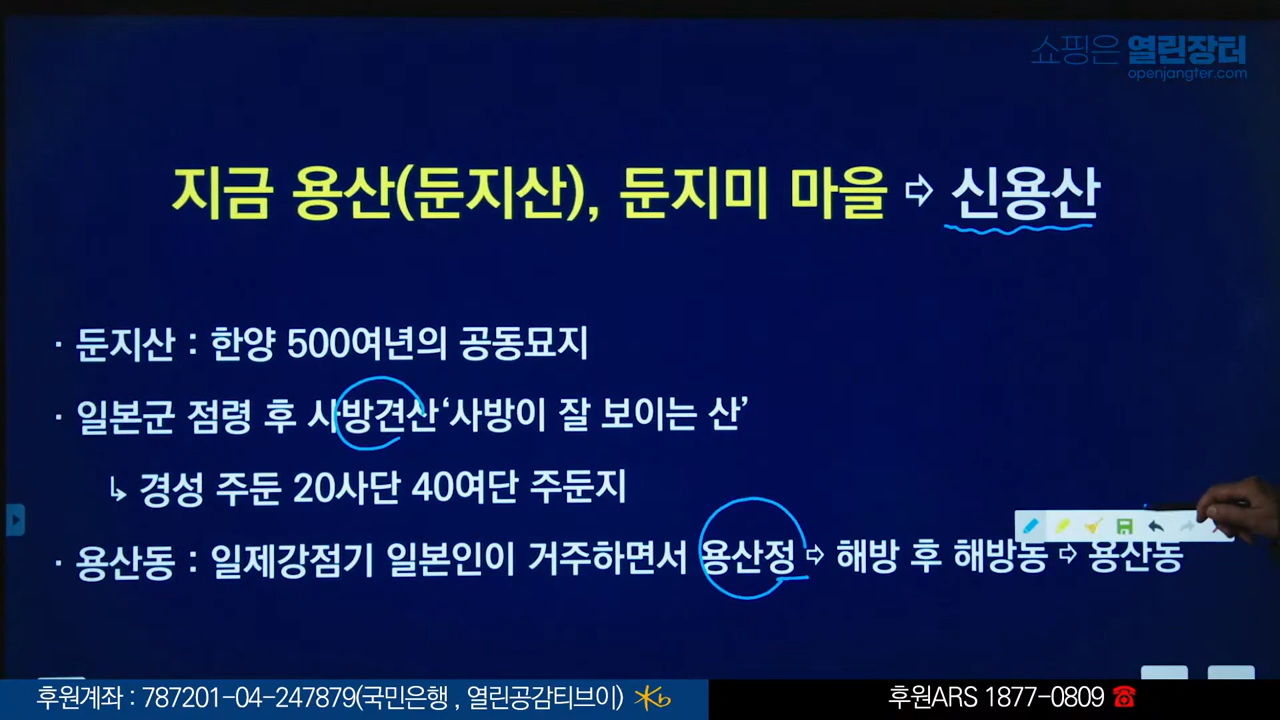 쇼핑은 열린장터
openjangter.com
지금 용산(둔지산), 둔지미 마을 ⇨ 신용산
· 둔지산 : 한양 500여년의 공동묘지
· 일본군 점령 후 사방견산‘사방이 잘 보이는 산’
↳ 경성 주둔 20사단 40여단 주둔지
· 용산동 : 일제강점기 일본인이 거주하면서 용산정 ⇨ 해방 후 해방동 ⇨ 용산동
후원계좌 : 787201-04-247879(국민은행 , 열린공감티브이) KB
후원ARS 1877-0809 ☎